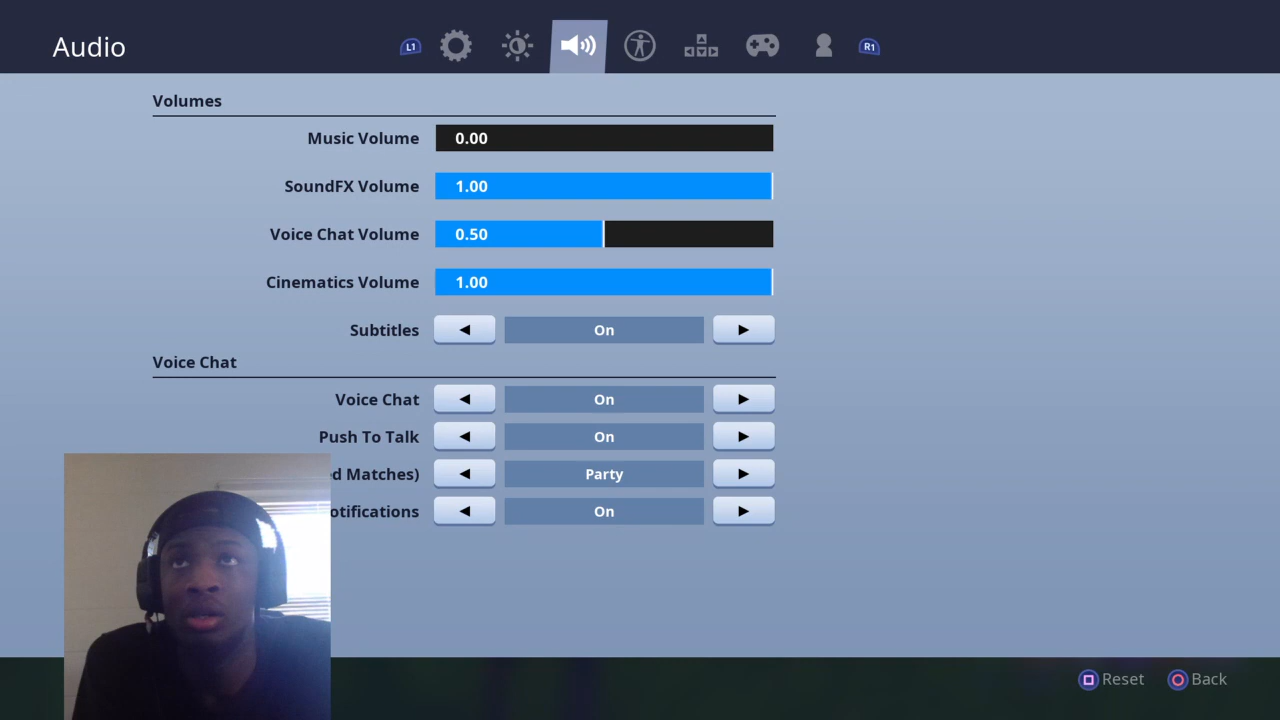 Audio
L1
R1
Volumes
Music Volume 0.00
SoundFX Volume 1.00
Voice Chat Volume 0.50
Cinematics Volume 1.00
Subtitles On
Voice Chat
Voice Chat On
Push To Talk On
Matches) Party
On
Reset Back